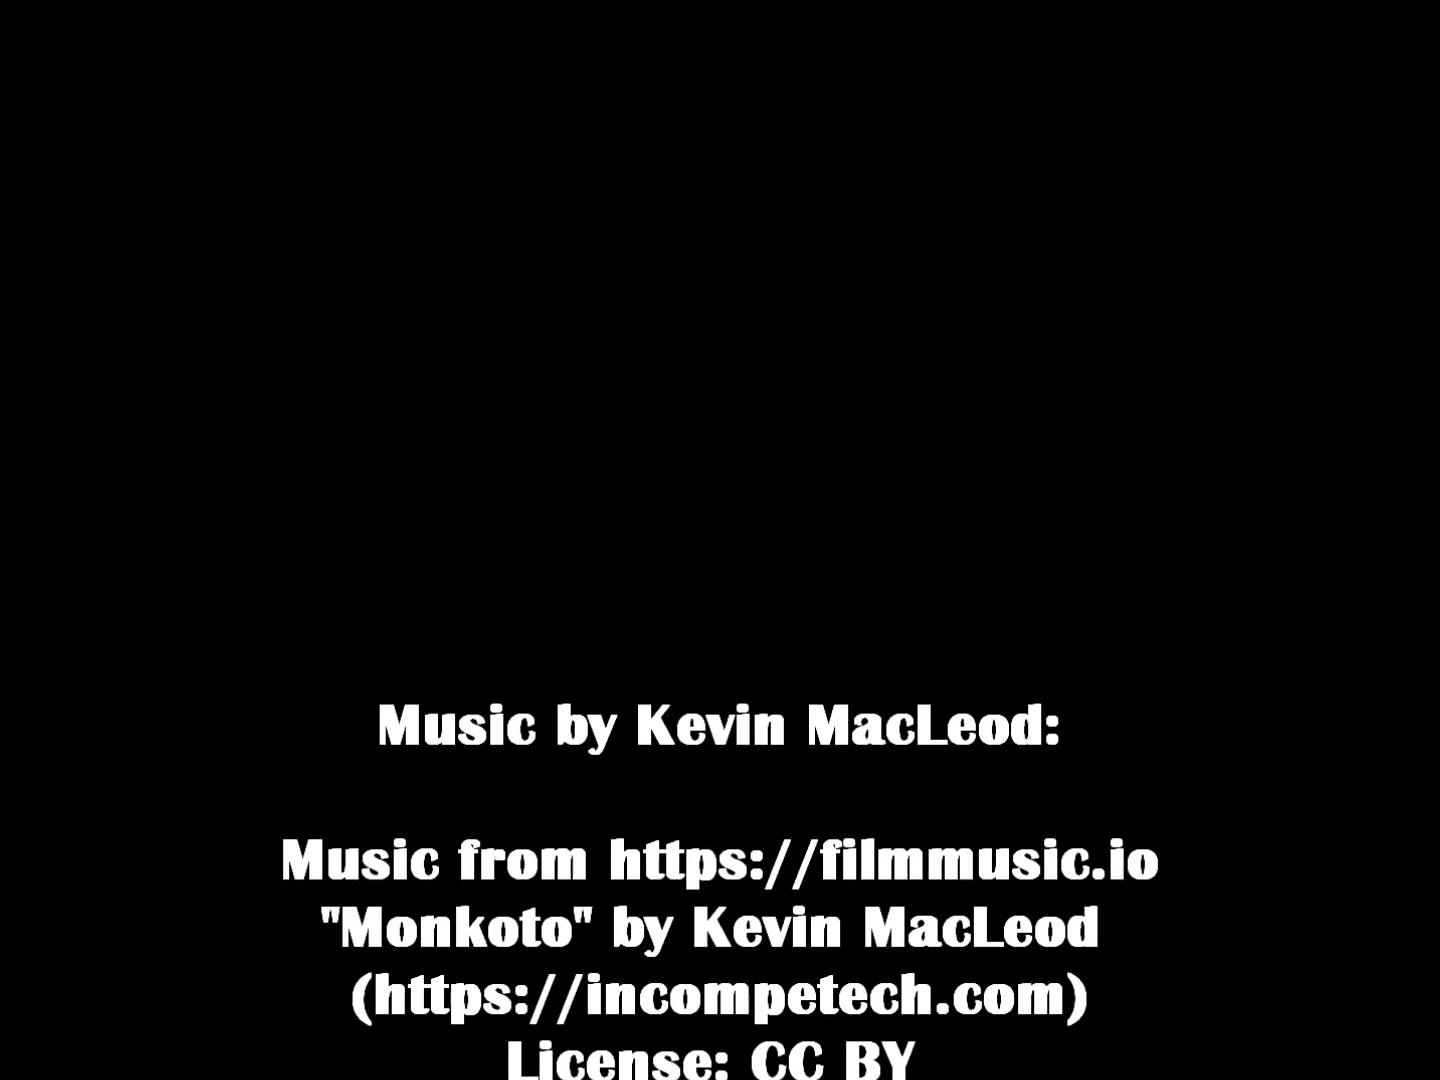 Music by Kevin MacLeod:
Music from https://filmmusic.io
"Monkoto" by Kevin MacLeod
(https://incompetech.com)
License: CC BY